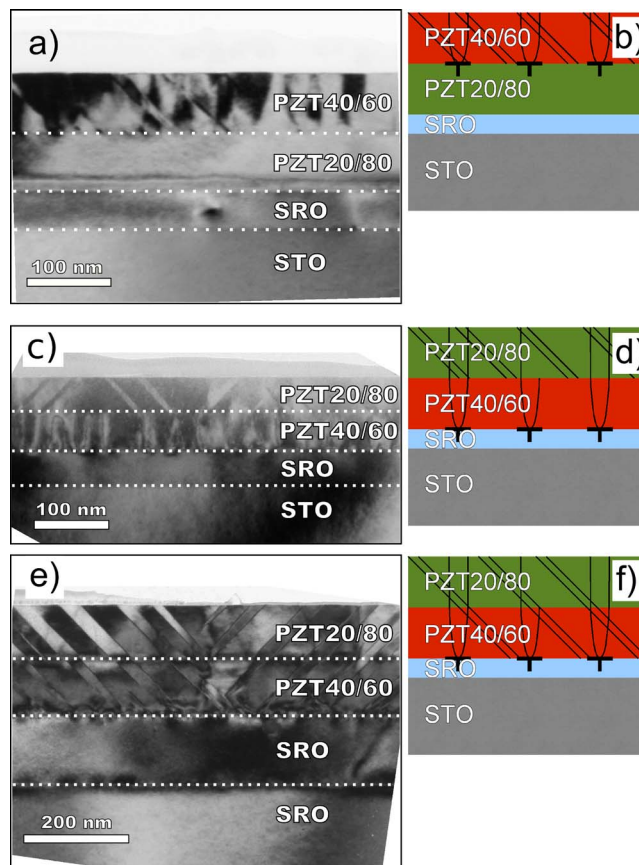 a)
PZT40/60
PZT20/80
SRO
STO
100 nm
b)
PZT40/60
PZT20/80
SRO
STO
c)
PZT20/80
PZT40/60
SRO
STO
100 nm
d)
PZT20/80
PZT40/60
SRO
STO
e)
PZT20/80
PZT40/60
SRO
SRO
200 nm
f)
PZT20/80
PZT40/60
SRO
STO